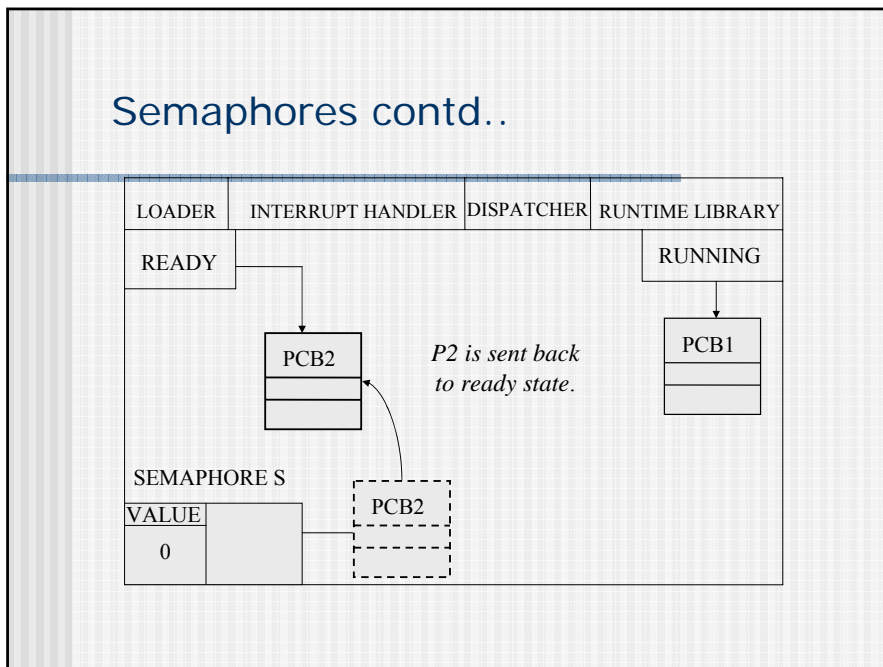 Semaphores contd..
LOADER
INTERRUPT HANDLER
DISPATCHER
RUNTIME LIBRARY
READY
RUNNING
PCB2
P2 is sent back
to ready state.
PCB1
SEMAPHORE S
VALUE
0
PCB2